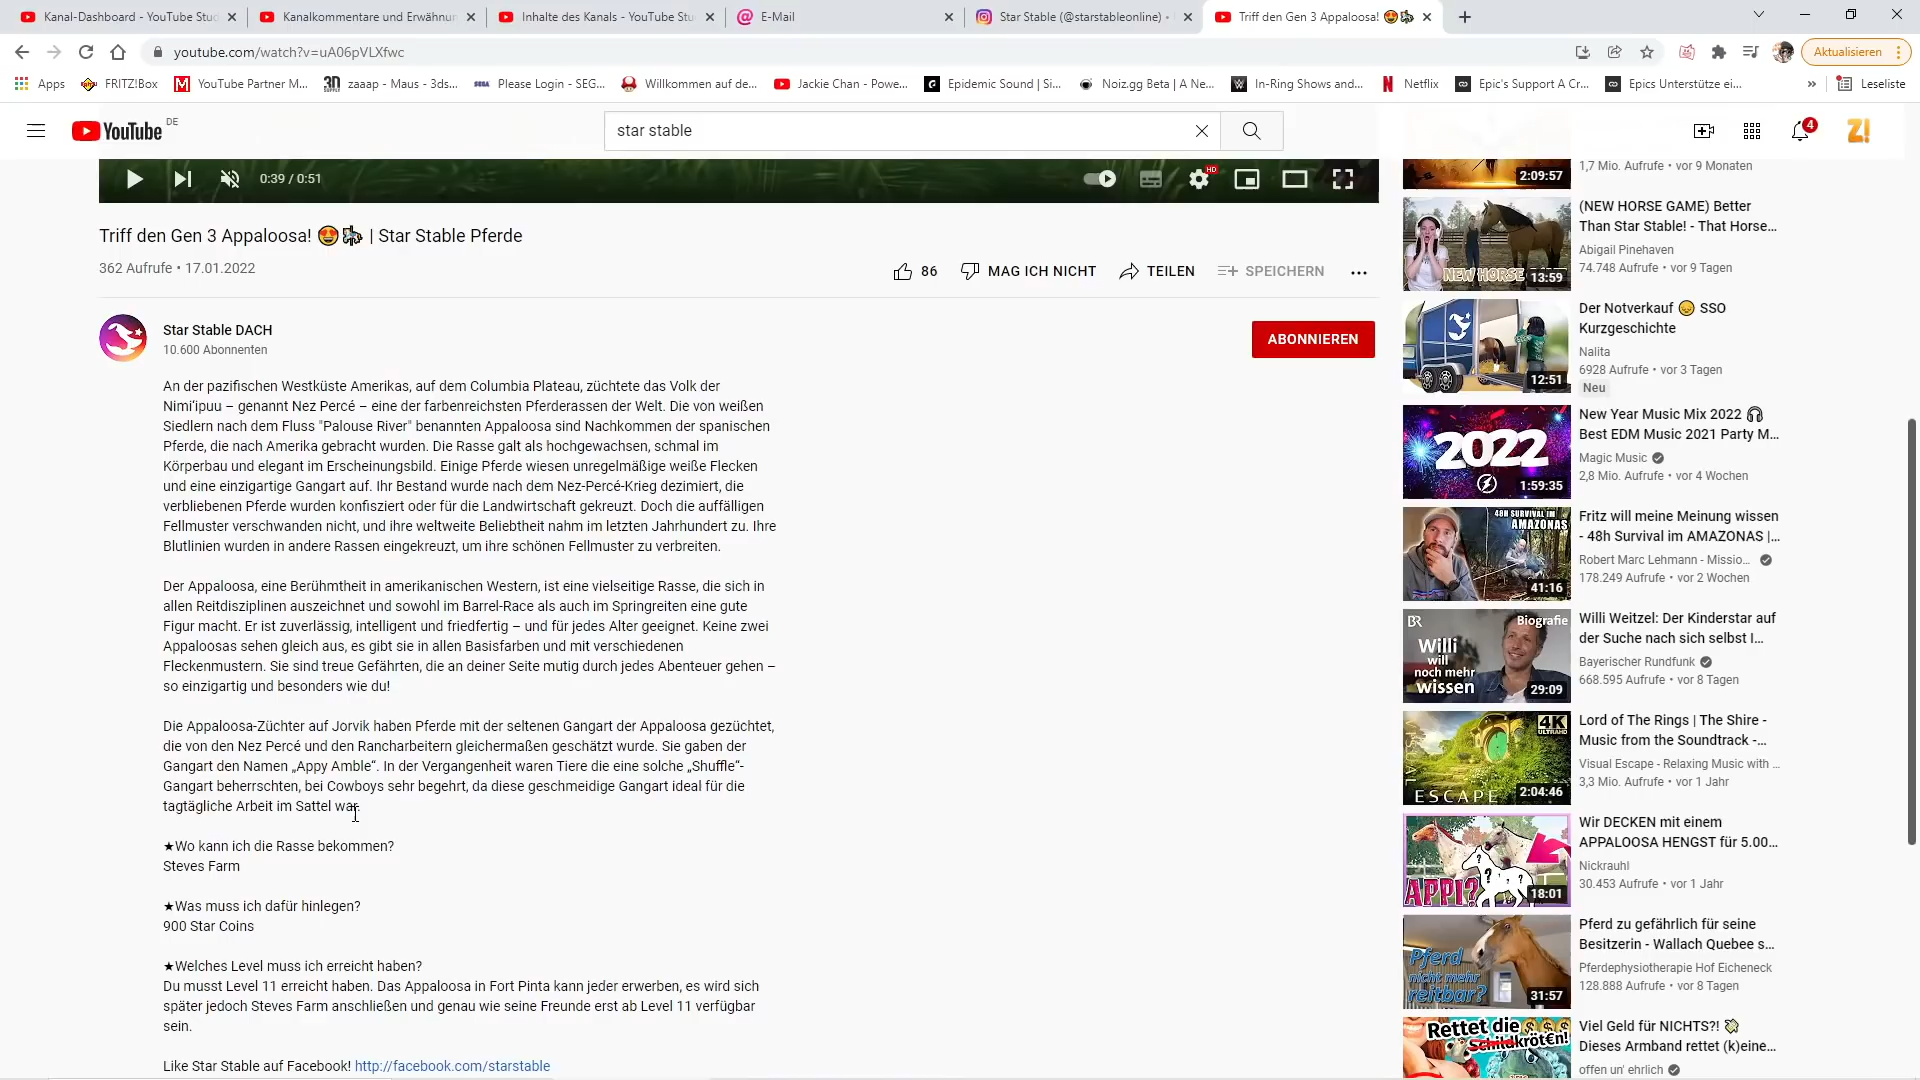 Kanal-Dashboard - YouTube Stu
Kanalkommentare und Erwähnun
Inhalte des Kanals - YouTube Stu
E-Mail
Star Stable (@starstableonline) •
Triff den Gen 3 Appaloosa! 😍🐎
youtube.com/watch?v=uA06pVLXfwc
Aktualisieren
Apps
FRITZ!Box
YouTube Partner M...
zaaap - Maus - 3ds...
Please Login - SEG...
Willkommen auf de...
Jackie Chan - Powe...
Epidemic Sound | Si...
Noiz.gg Beta | A Ne...
In-Ring Shows and...
Netflix
Epic's Support A Cr...
Epics Unterstütze ei...
»
Leseliste
YouTube DE
star stable
4
Z!
0:39 / 0:51
HD
Triff den Gen 3 Appaloosa! 😍🐎 | Star Stable Pferde
362 Aufrufe • 17.01.2022
86
MAG ICH NICHT
TEILEN
SPEICHERN
Star Stable DACH
10.600 Abonnenten
ABONNIEREN
An der pazifischen Westküste Amerikas, auf dem Columbia Plateau, züchtete das Volk der
Nimi'ipuu – genannt Nez Percé – eine der farbenreichsten Pferderassen der Welt. Die von weißen
Siedlern nach dem Fluss "Palouse River" benannten Appaloosa sind Nachkommen der spanischen
Pferde, die nach Amerika gebracht wurden. Die Rasse galt als hochgewachsen, schmal im
Körperbau und elegant im Erscheinungsbild. Einige Pferde wiesen unregelmäßige weiße Flecken
und eine einzigartige Gangart auf. Ihr Bestand wurde nach dem Nez-Percé-Krieg dezimiert, die
verbliebenen Pferde wurden konfisziert oder für die Landwirtschaft gekreuzt. Doch die auffälligen
Fellmuster verschwanden nicht, und ihre weltweite Beliebtheit nahm im letzten Jahrhundert zu. Ihre
Blutlinien wurden in andere Rassen eingekreuzt, um ihre schönen Fellmuster zu verbreiten.
Der Appaloosa, eine Berühmtheit in amerikanischen Western, ist eine vielseitige Rasse, die sich in
allen Reitdisziplinen auszeichnet und sowohl im Barrel-Race als auch im Springreiten eine gute
Figur macht. Er ist zuverlässig, intelligent und friedfertig – und für jedes Alter geeignet. Keine zwei
Appaloosas sehen gleich aus, es gibt sie in allen Basisfarben und mit verschiedenen
Fleckenmustern. Sie sind treue Gefährten, die an deiner Seite mutig durch jedes Abenteuer gehen –
so einzigartig und besonders wie du!
Die Appaloosa-Züchter auf Jorvik haben Pferde mit der seltenen Gangart der Appaloosa gezüchtet,
die von den Nez Percé und den Rancharbeitern gleichermaßen geschätzt wurde. Sie gaben der
Gangart den Namen „Appy Amble“. In der Vergangenheit waren Tiere die eine solche „Shuffle“-
Gangart beherrschten, bei Cowboys sehr begehrt, da diese geschmeidige Gangart ideal für die
tagtägliche Arbeit im Sattel war.
★Wo kann ich die Rasse bekommen?
Steves Farm
★Was muss ich dafür hinlegen?
900 Star Coins
★Welches Level muss ich erreicht haben?
Du musst Level 11 erreicht haben. Das Appaloosa in Fort Pinta kann jeder erwerben, es wird sich
später jedoch Steves Farm anschließen und genau wie seine Freunde erst ab Level 11 verfügbar
sein.
Like Star Stable auf Facebook! http://facebook.com/starstable
2:09:57
1,7 Mio. Aufrufe • vor 9 Monaten
NEW HORSE GAME
13:59
(NEW HORSE GAME) Better
Than Star Stable! - That Horse...
Abigail Pinehaven
74.748 Aufrufe • vor 9 Tagen
12:51
Der Notverkauf 😔 SSO
Kurzgeschichte
Nalita
6928 Aufrufe • vor 3 Tagen
Neu
2022
1:59:35
New Year Music Mix 2022 🎧
Best EDM Music 2021 Party M...
Magic Music
2,8 Mio. Aufrufe • vor 4 Wochen
48H SURVIVAL IM
AMAZONAS
41:16
Fritz will meine Meinung wissen
- 48h Survival im AMAZONAS |...
Robert Marc Lehmann - Missio...
178.249 Aufrufe • vor 2 Wochen
BR
Biografie
Willi
will
noch mehr
wissen
29:09
Willi Weitzel: Der Kinderstar auf
der Suche nach sich selbst I...
Bayerischer Rundfunk
668.595 Aufrufe • vor 8 Tagen
4K
ULTRAHD
ESCAPE
2:04:46
Lord of The Rings | The Shire -
Music from the Soundtrack -...
Visual Escape - Relaxing Music with ...
3,3 Mio. Aufrufe • vor 1 Jahr
APPI?
18:01
Wir DECKEN mit einem
APPALOOSA HENGST für 5.00...
Nickrauhl
30.453 Aufrufe • vor 1 Jahr
Pferd
nicht mehr
reitbar?
31:57
Pferd zu gefährlich für seine
Besitzerin - Wallach Quebee s...
Pferdephysiotherapie Hof Eicheneck
128.888 Aufrufe • vor 8 Tagen
Rettet die
Schildkröt€n!
Viel Geld für NICHTS?! 💸
Dieses Armband rettet (k)eine...
offen un' ehrlich